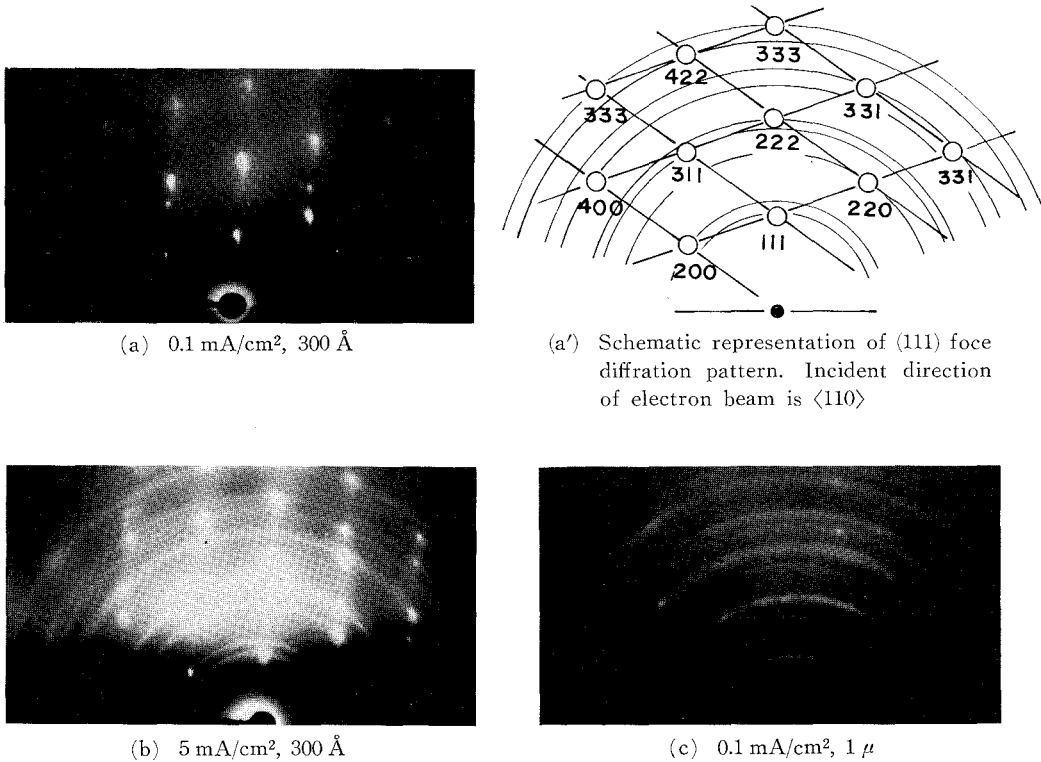 333
422
333
331
222
311
331
400
220
111
200
(a) 0.1 mA/cm², 300 Å
(a′) Schematic representation of (111) foce
diffration pattern. Incident direction
of electron beam is ⟨110⟩
(b) 5 mA/cm², 300 Å
(c) 0.1 mA/cm², 1 μ